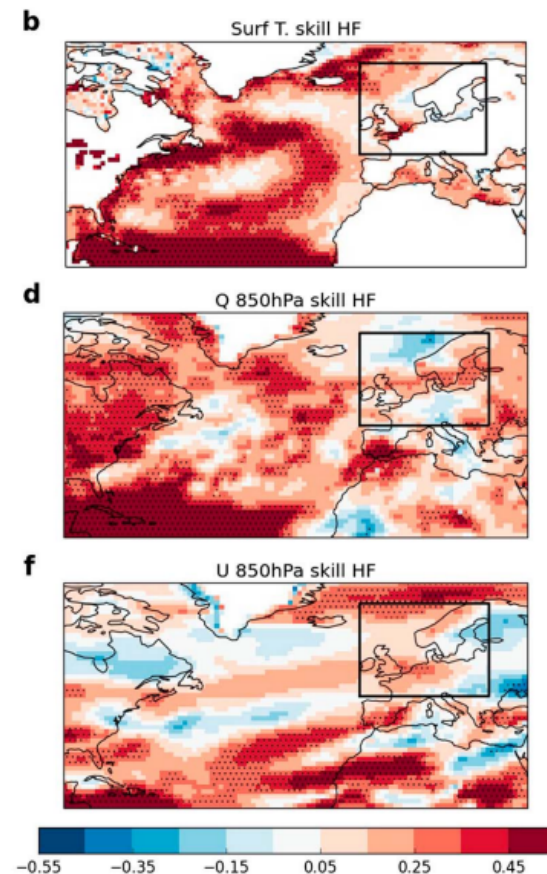 b
Surf T. skill HF
d
Q 850hPa skill HF
f
U 850hPa skill HF
−0.55 −0.35 −0.15 0.05 0.25 0.45